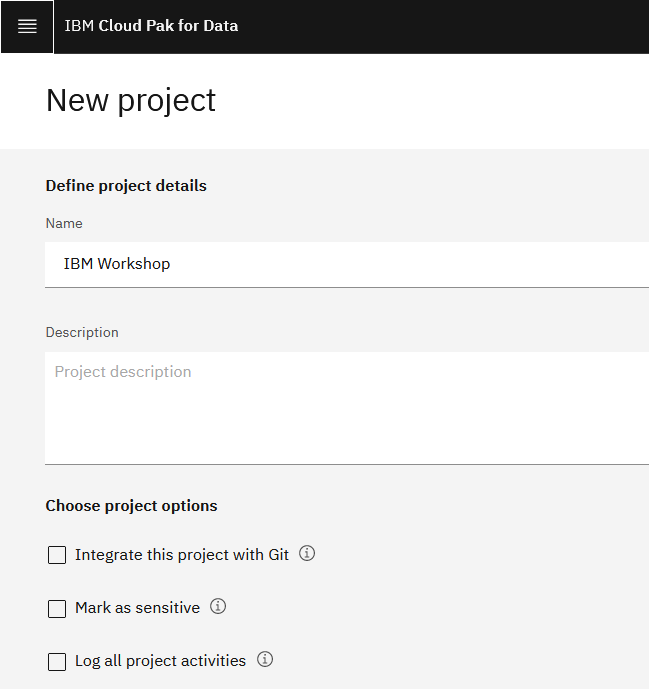 IBM Cloud Pak for Data
New project
Define project details
Name
IBM Workshop
Description
Project description
Choose project options
Integrate this project with Git
Mark as sensitive
Log all project activities